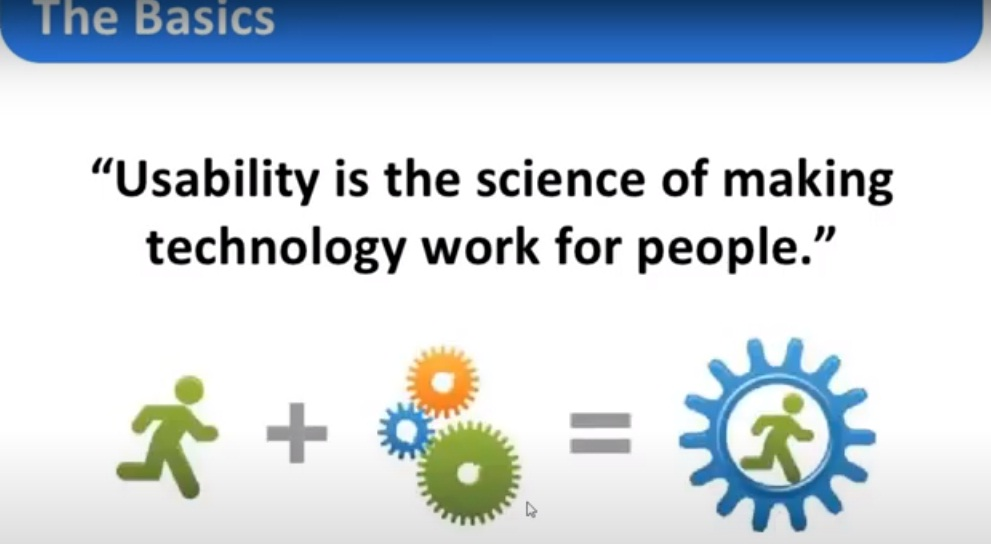 The Basics
“Usability is the science of making
technology work for people.”